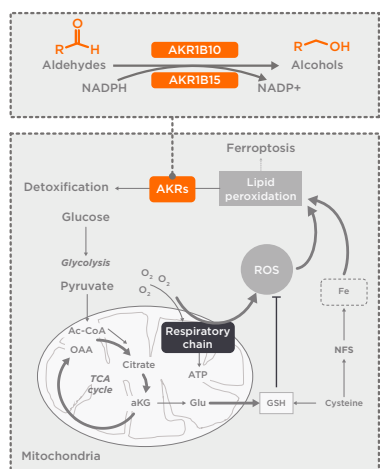 O
R
H
AKR1B10
R
OH
Aldehydes
Alcohols
AKR1B15
NADPH
NADP+
Ferroptosis
Detoxification
AKRs
Lipid
peroxidation
Glucose
Glycolysis
Pyruvate
O2 O2
O2
ROS
Fe
Ac-CoA
OAA
Citrate
Respiratory
chain
TCA
cycle
ATP
NFS
aKG
Glu
GSH
Cysteine
Mitochondria